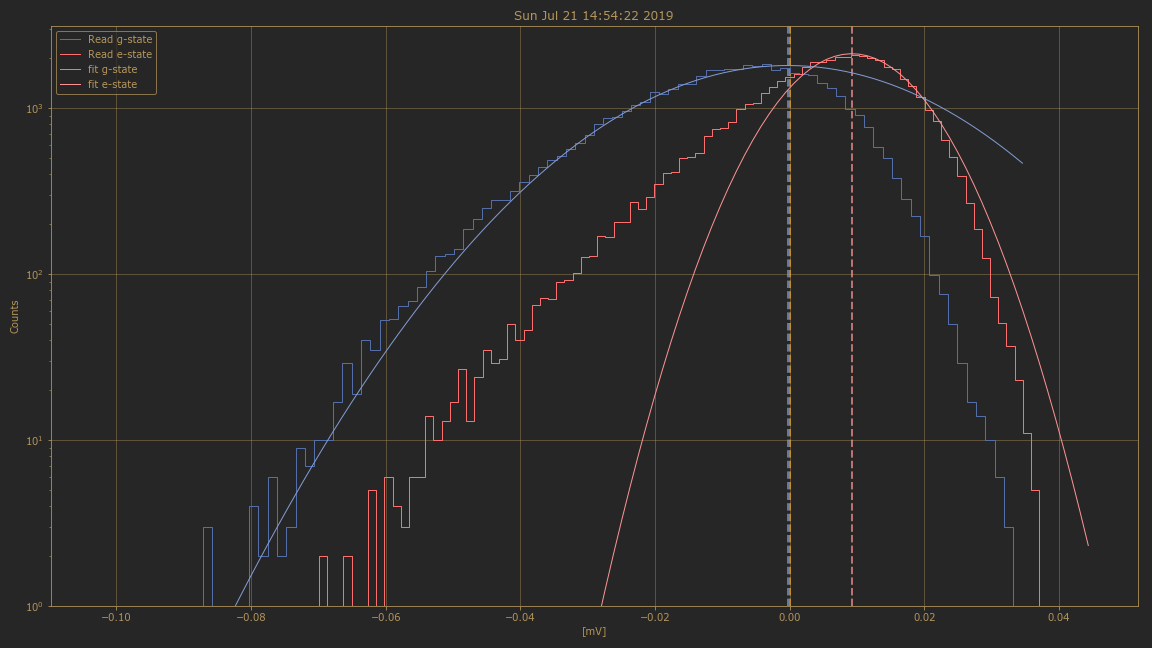 Sun Jul 21 14:54:22 2019
Read g-state
Read e-state
fit g-state
fit e-state
Counts
10³
10²
10¹
10⁰
−0.10 −0.08 −0.06 −0.04 −0.02 0.00 0.02 0.04
[mV]